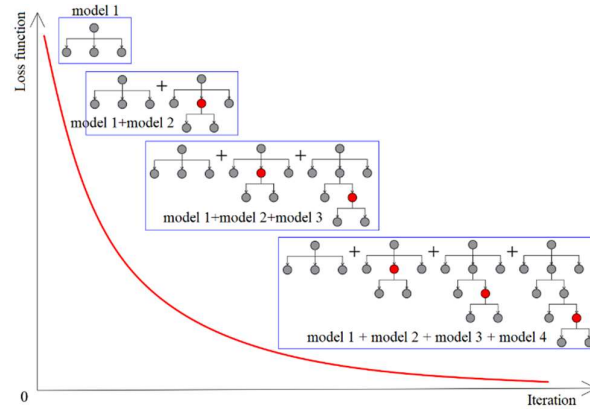 Loss function
model 1
+
model 1+model 2
+ +
model 1+model 2+model 3
+ + +
model 1 + model 2 + model 3 + model 4
0
Iteration